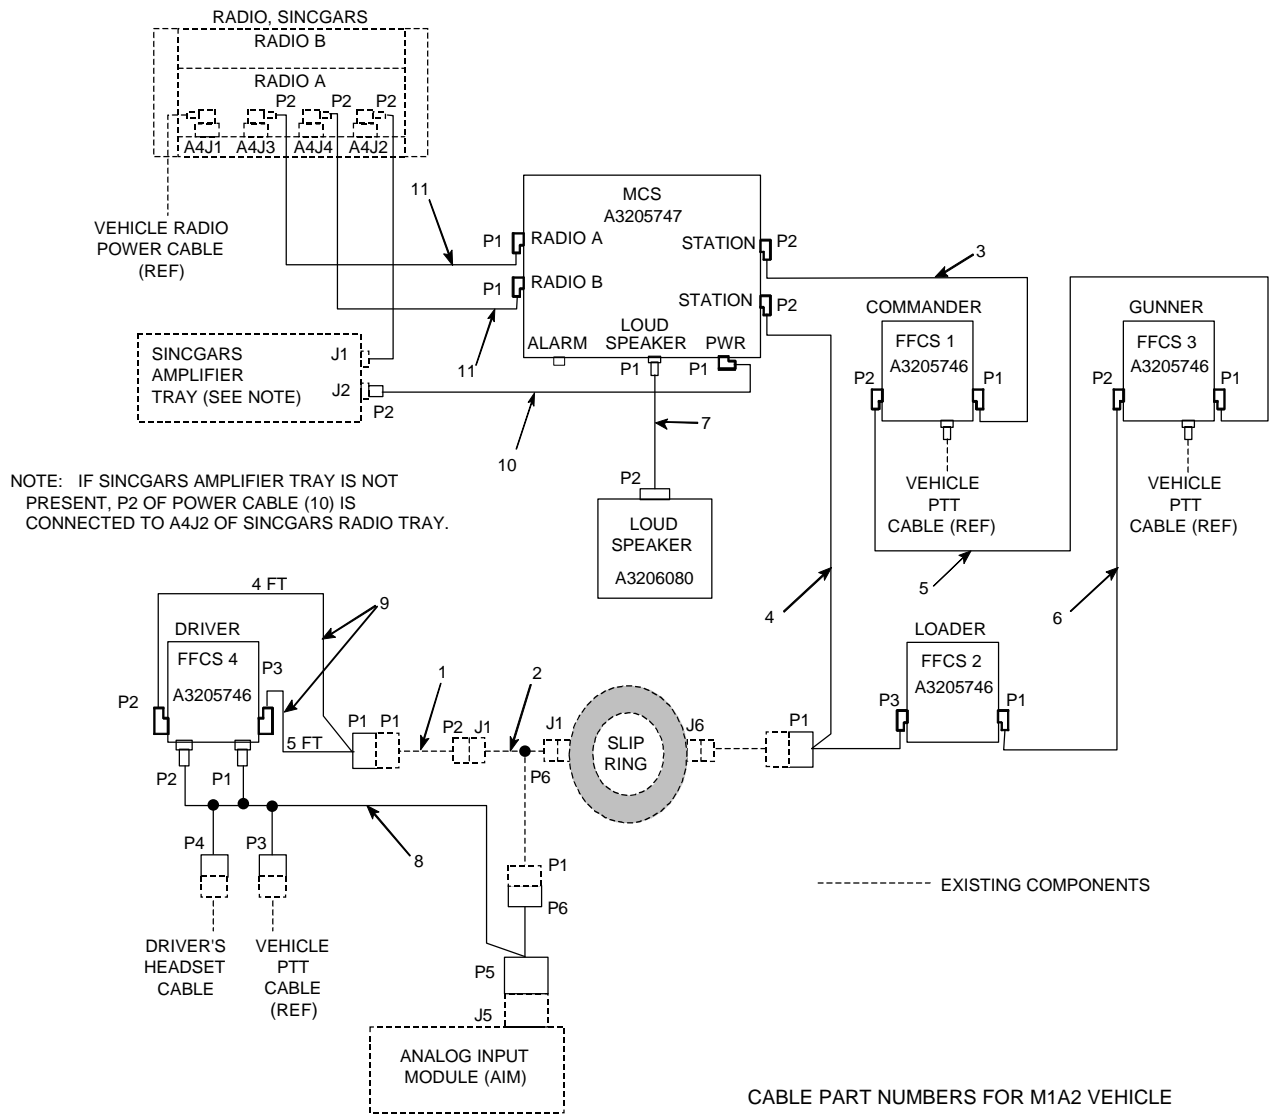 RADIO, SINCGARS
RADIO B
RADIO A
P2
P2
P2
A4J1
A4J3
A4J4
A4J2
VEHICLE RADIO
POWER CABLE
(REF)
11
MCS
A3205747
P1
RADIO A
STATION
P2
3
P1
RADIO B
STATION
P2
ALARM
LOUD
SPEAKER
PWR
P1
P1
11
SINCGARS
AMPLIFIER
TRAY (SEE NOTE)
J1
J2
P2
10
7
COMMANDER
FFCS 1
A3205746
P2
P1
VEHICLE
PTT
CABLE (REF)
GUNNER
FFCS 3
A3205746
P2
P1
VEHICLE
PTT
CABLE (REF)
NOTE: IF SINCGARS AMPLIFIER TRAY IS NOT
PRESENT, P2 OF POWER CABLE (10) IS
CONNECTED TO A4J2 OF SINCGARS RADIO TRAY.
P2
LOUD
SPEAKER
A3206080
4
5
6
4 FT
9
DRIVER
FFCS 4
A3205746
P3
P2
5 FT
P1
P1
1
P2
J1
2
J1
P6
SLIP
RING
J6
P1
LOADER
FFCS 2
A3205746
P3
P1
P2
P1
P4
P3
8
P1
P6
DRIVER'S
HEADSET
CABLE
VEHICLE
PTT
CABLE
(REF)
P5
J5
ANALOG INPUT
MODULE (AIM)
EXISTING COMPONENTS
CABLE PART NUMBERS FOR M1A2 VEHICLE